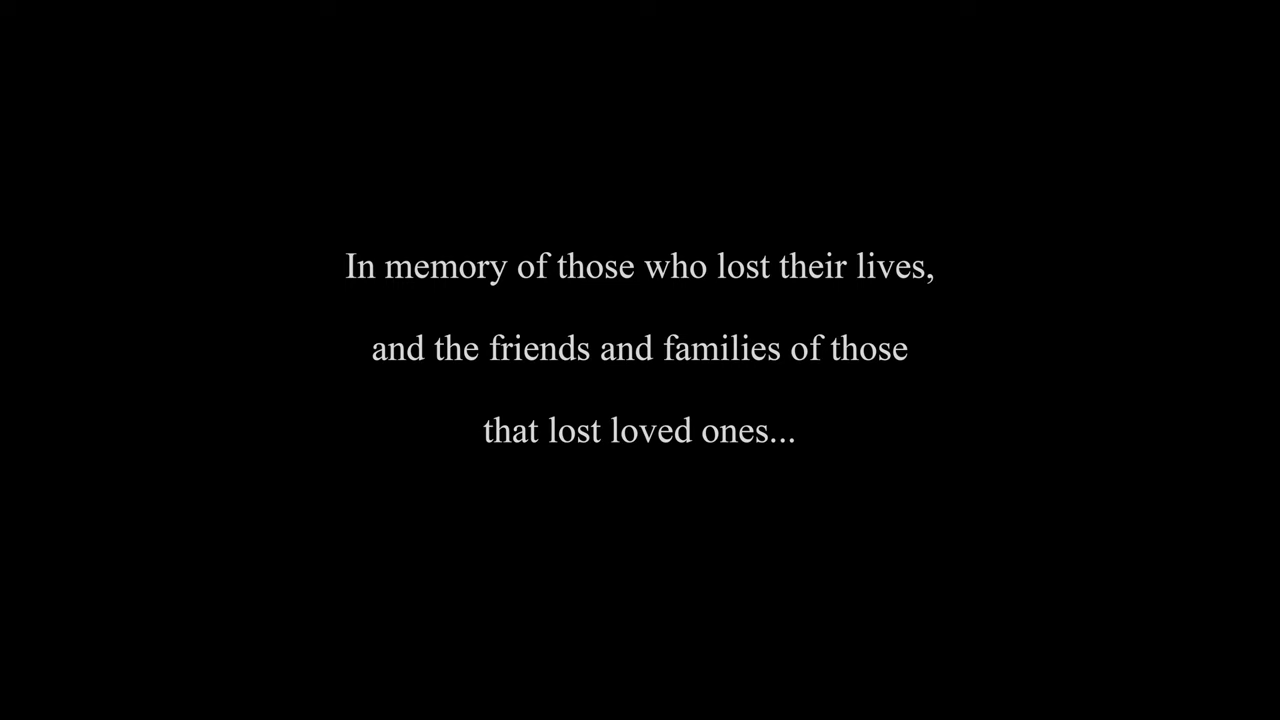 In memory of those who lost their lives,
and the friends and families of those
that lost loved ones...